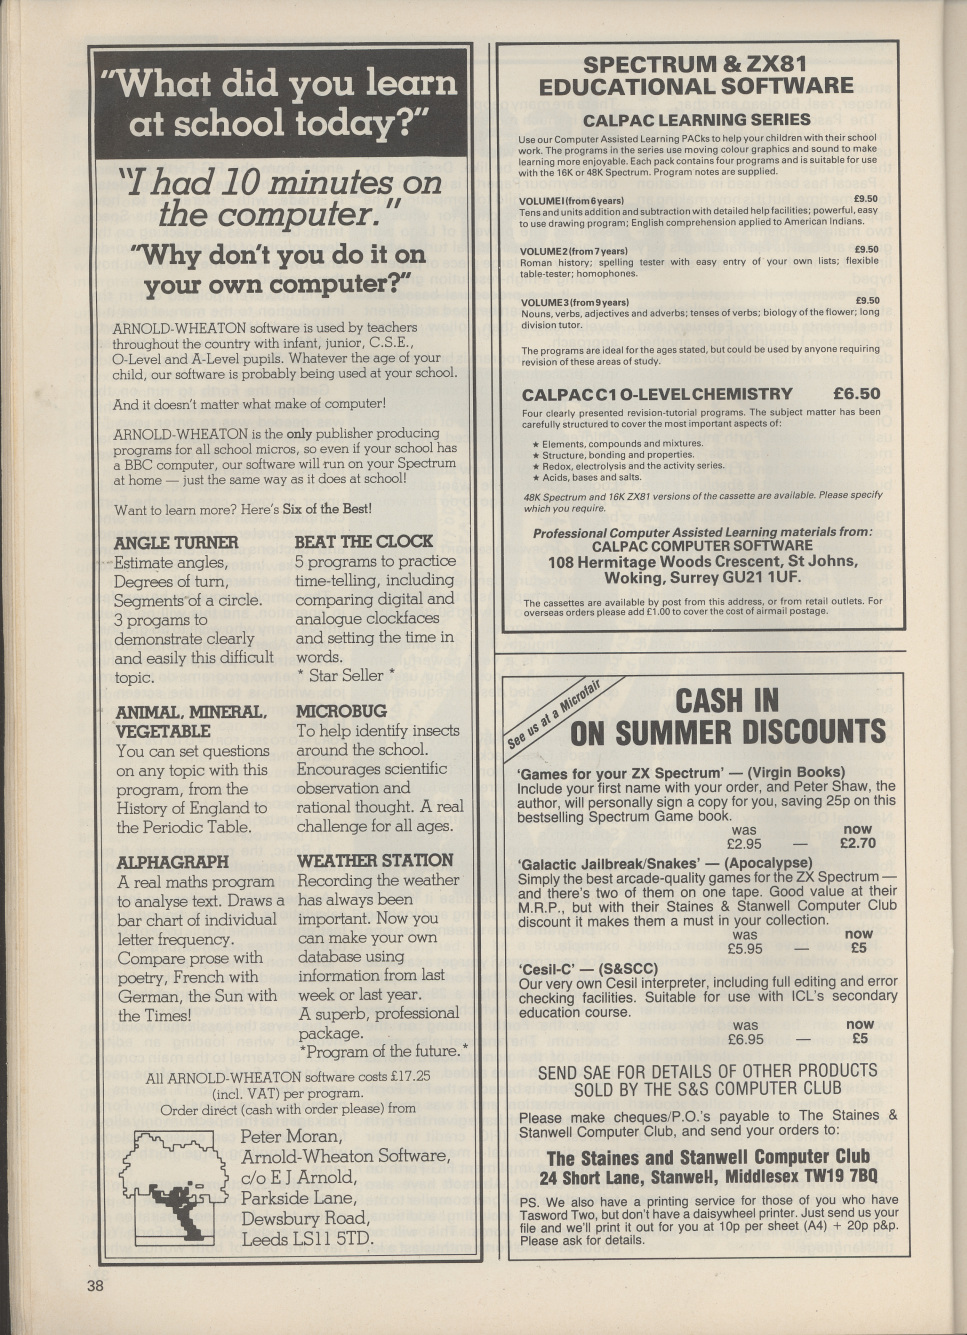 "What did you learn
at school today?"
"I had 10 minutes on
the computer."
"Why don't you do it on
your own computer?"
ARNOLD-WHEATON software is used by teachers
throughout the country with infant, junior, C.S.E.,
O-Level and A-Level pupils. Whatever the age of your
child, our software is probably being used at your school.
And it doesn't matter what make of computer!
ARNOLD-WHEATON is the only publisher producing
programs for all school micros, so even if your school has
a BBC computer, our software will run on your Spectrum
at home — just the same way as it does at school!
Want to learn more? Here's Six of the Best!
ANGLE TURNER
Estimate angles,
Degrees of turn,
Segments of a circle.
3 progams to
demonstrate clearly
and easily this difficult
topic.
BEAT THE CLOCK
5 programs to practice
time-telling, including
comparing digital and
analogue clockfaces
and setting the time in
words.
* Star Seller *
ANIMAL, MINERAL,
VEGETABLE
You can set questions
on any topic with this
program, from the
History of England to
the Periodic Table.
MICROBUG
To help identify insects
around the school.
Encourages scientific
observation and
rational thought. A real
challenge for all ages.
ALPHAGRAPH
A real maths program
to analyse text. Draws a
bar chart of individual
letter frequency.
Compare prose with
poetry, French with
German, the Sun with
the Times!
WEATHER STATION
Recording the weather
has always been
important. Now you
can make your own
database using
information from last
week or last year.
A superb, professional
package.
*Program of the future.*
All ARNOLD-WHEATON software costs £17.25
(incl. VAT) per program.
Order direct (cash with order please) from
Peter Moran,
Arnold-Wheaton Software,
c/o E J Arnold,
Parkside Lane,
Dewsbury Road,
Leeds LS11 5TD.
38
SPECTRUM & ZX81
EDUCATIONAL SOFTWARE
CALPAC LEARNING SERIES
Use our Computer Assisted Learning PACks to help your children with their school
work. The programs in the series use moving colour graphics and sound to make
learning more enjoyable. Each pack contains four programs and is suitable for use
with the 16K or 48K Spectrum. Program notes are supplied.
VOLUME 1 (from 6 years) £9.50
Tens and units addition and subtraction with detailed help facilities; powerful, easy
to use drawing program; English comprehension applied to American Indians.
VOLUME 2 (from 7 years) £9.50
Roman history; spelling tester with easy entry of your own lists; flexible
table-tester; homophones.
VOLUME 3 (from 9 years) £9.50
Nouns, verbs, adjectives and adverbs; tenses of verbs; biology of the flower; long
division tutor.
The programs are ideal for the ages stated, but could be used by anyone requiring
revision of these areas of study.
CALPAC C1 O-LEVEL CHEMISTRY £6.50
Four clearly presented revision-tutorial programs. The subject matter has been
carefully structured to cover the most important aspects of:
★ Elements, compounds and mixtures.
★ Structure, bonding and properties.
★ Redox, electrolysis and the activity series.
★ Acids, bases and salts.
48K Spectrum and 16K ZX81 versions of the cassette are available. Please specify
which you require.
Professional Computer Assisted Learning materials from:
CALPAC COMPUTER SOFTWARE
108 Hermitage Woods Crescent, St Johns,
Woking, Surrey GU21 1UF.
The cassettes are available by post from this address, or from retail outlets. For
overseas orders please add £1.00 to cover the cost of airmail postage.
See us at a Microfair
CASH IN
ON SUMMER DISCOUNTS
'Games for your ZX Spectrum' — (Virgin Books)
Include your first name with your order, and Peter Shaw, the
author, will personally sign a copy for you, saving 25p on this
bestselling Spectrum Game book.
was now
£2.95 — £2.70
'Galactic Jailbreak/Snakes' — (Apocalypse)
Simply the best arcade-quality games for the ZX Spectrum —
and there's two of them on one tape. Good value at their
M.R.P., but with their Staines & Stanwell Computer Club
discount it makes them a must in your collection.
was now
£5.95 — £5
'Cesil-C' — (S&SCC)
Our very own Cesil interpreter, including full editing and error
checking facilities. Suitable for use with ICL's secondary
education course.
was now
£6.95 — £5
SEND SAE FOR DETAILS OF OTHER PRODUCTS
SOLD BY THE S&S COMPUTER CLUB
Please make cheques/P.O.'s payable to The Staines &
Stanwell Computer Club, and send your orders to:
The Staines and Stanwell Computer Club
24 Short Lane, Stanwell, Middlesex TW19 7BQ
PS. We also have a printing service for those of you who have
Tasword Two, but don't have a daisywheel printer. Just send us your
file and we'll print it out for you at 10p per sheet (A4) + 20p p&p.
Please ask for details.